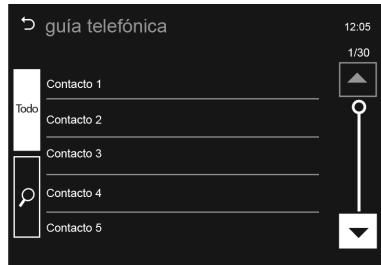 guía telefónica
12:05
1/30
Contacto 1
Todo
Contacto 2
Contacto 3
Contacto 4
Contacto 5